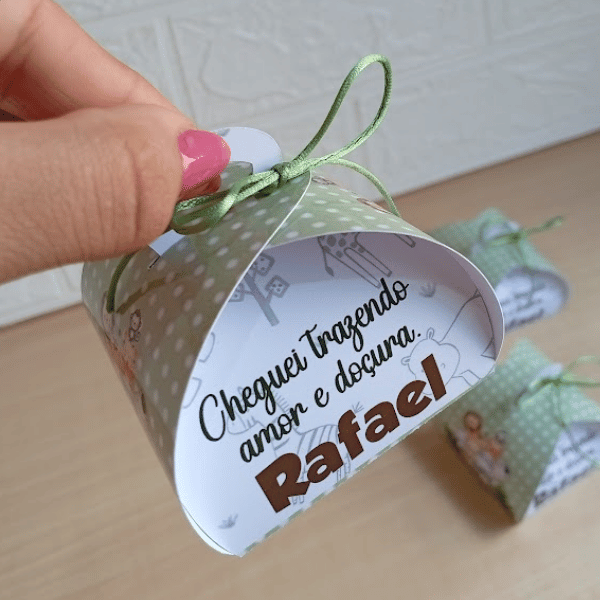 Cheguei trazendo
amor e doçura.
Rafael